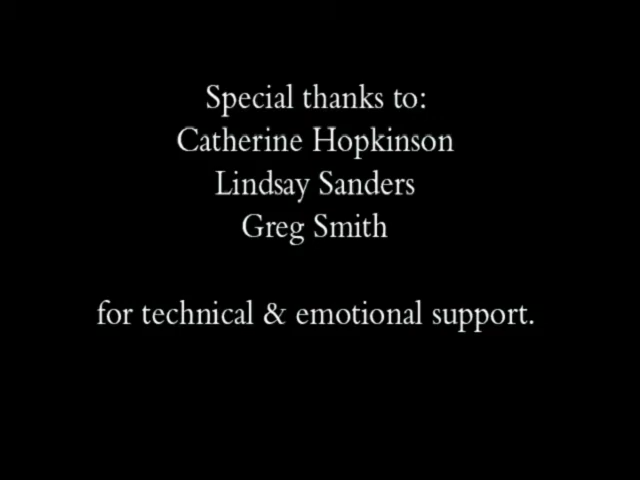 Special thanks to:
Catherine Hopkinson
Lindsay Sanders
Greg Smith
for technical & emotional support.